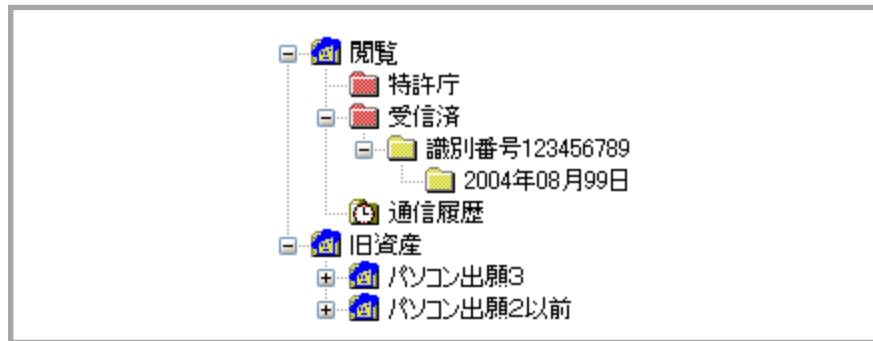 閲覧
特許庁
受信済
識別番号123456789
2004年08月99日
通信履歴
旧資産
パソコン出願3
パソコン出願2以前